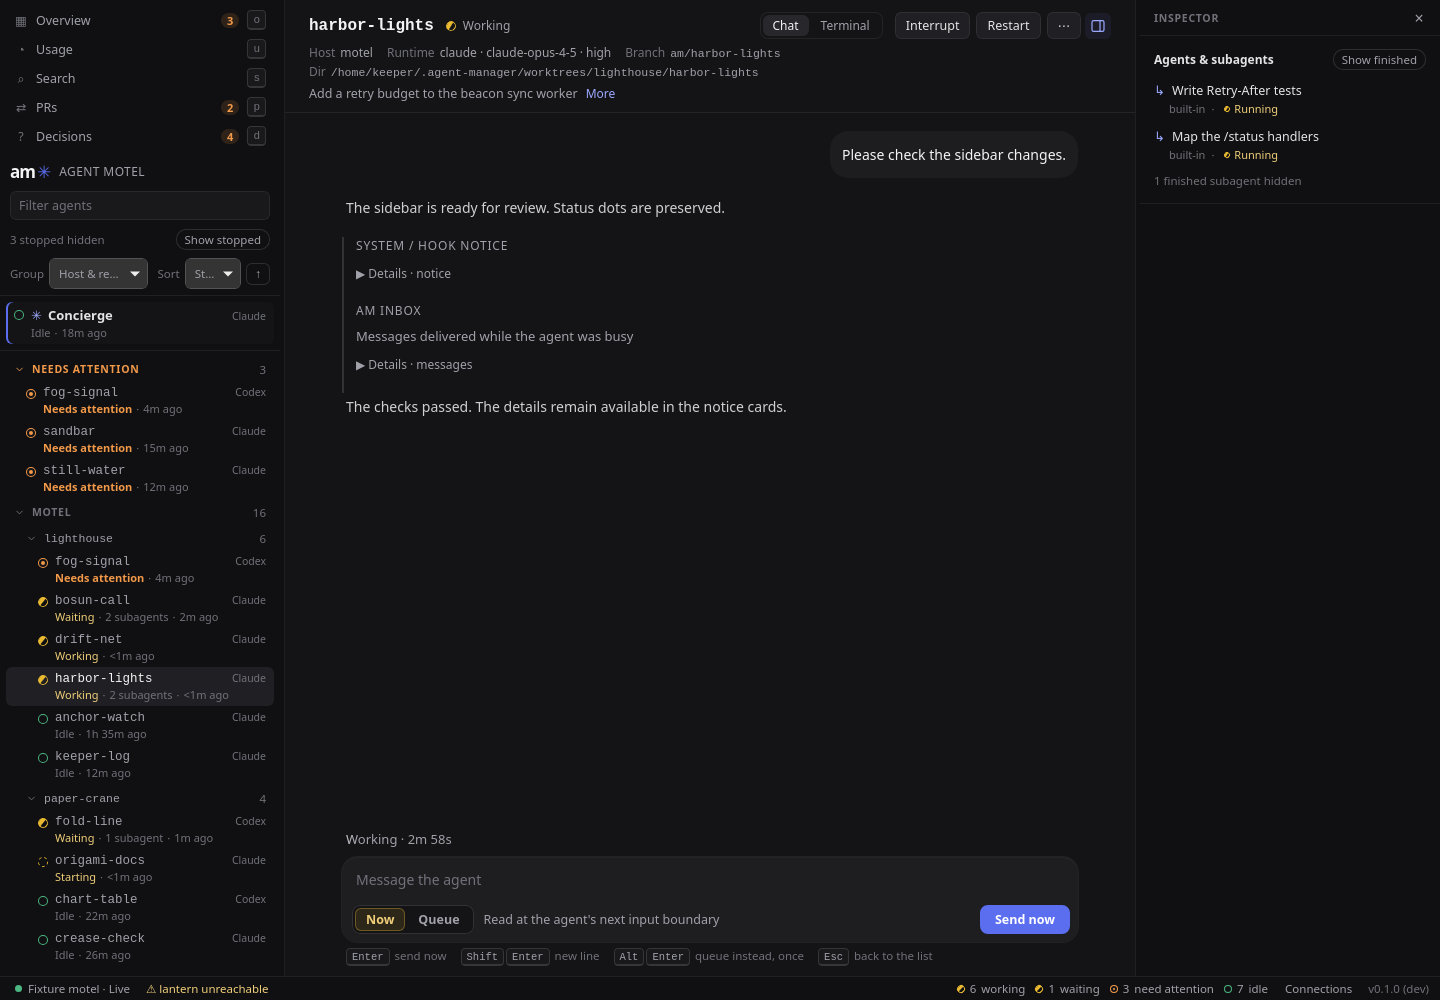 Overview 3 o
Usage u
Search s
PRs 2 p
? Decisions 4 d
am✳ AGENT MOTEL
Filter agents
3 stopped hidden Show stopped
Group Host & re... Sort St... ↑
✳ Concierge Claude
Idle · 18m ago
NEEDS ATTENTION 3
fog-signal Codex
Needs attention · 4m ago
sandbar Claude
Needs attention · 15m ago
still-water Claude
Needs attention · 12m ago
MOTEL 16
lighthouse 6
fog-signal Codex
Needs attention · 4m ago
bosun-call Claude
Waiting · 2 subagents · 2m ago
drift-net Claude
Working · <1m ago
harbor-lights Claude
Working · 2 subagents · <1m ago
anchor-watch Claude
Idle · 1h 35m ago
keeper-log Claude
Idle · 12m ago
paper-crane 4
fold-line Codex
Waiting · 1 subagent · 1m ago
origami-docs Claude
Starting · <1m ago
chart-table Codex
Idle · 22m ago
crease-check Claude
Idle · 26m ago
harbor-lights Working Chat Terminal Interrupt Restart ···
Host motel Runtime claude · claude-opus-4-5 · high Branch am/harbor-lights
Dir /home/keeper/.agent-manager/worktrees/lighthouse/harbor-lights
Add a retry budget to the beacon sync worker More
Please check the sidebar changes.
The sidebar is ready for review. Status dots are preserved.
SYSTEM / HOOK NOTICE
▶ Details · notice
AM INBOX
Messages delivered while the agent was busy
▶ Details · messages
The checks passed. The details remain available in the notice cards.
Working · 2m 58s
Message the agent
Now Queue Read at the agent's next input boundary Send now
Enter send now Shift Enter new line Alt Enter queue instead, once Esc back to the list
INSPECTOR ×
Agents & subagents Show finished
↳ Write Retry-After tests
built-in · Running
↳ Map the /status handlers
built-in · Running
1 finished subagent hidden
Fixture motel · Live ⚠ lantern unreachable 6 working 1 waiting 3 need attention 7 idle Connections v0.1.0 (dev)